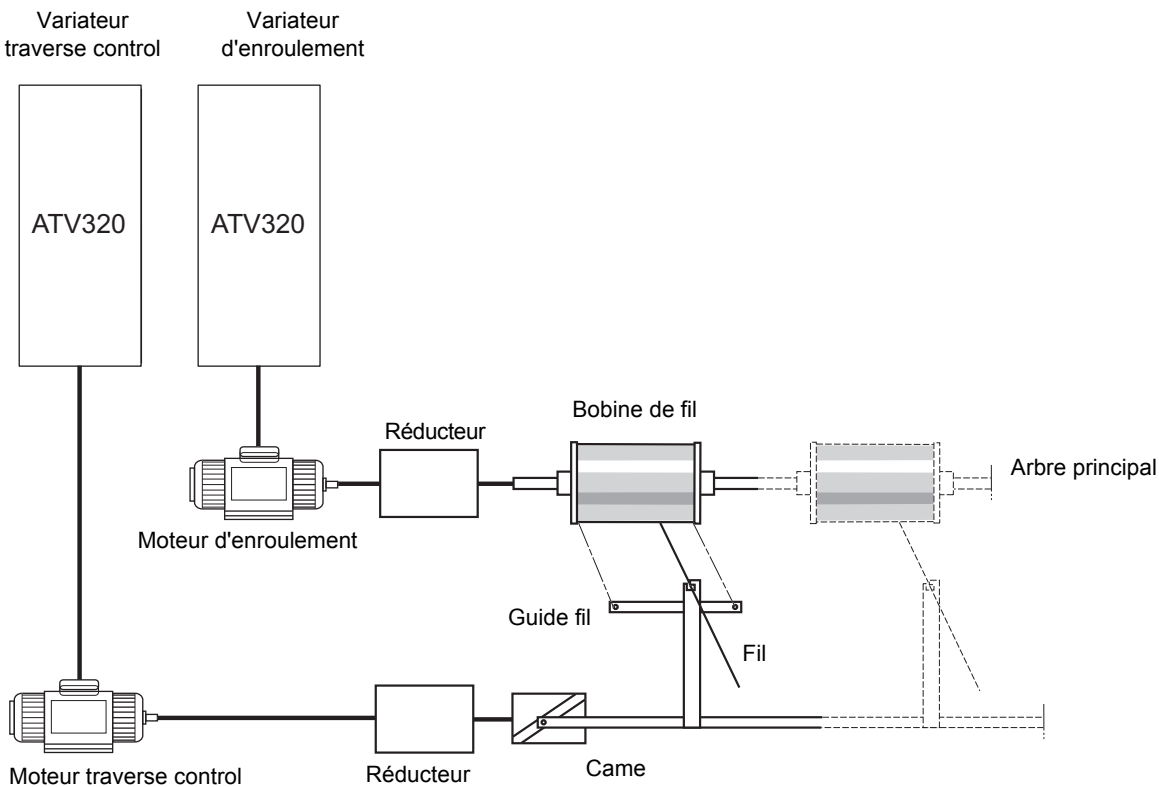 Variateur
traverse control
Variateur
d'enroulement
ATV320
ATV320
Bobine de fil
Réducteur
Arbre principal
Moteur d'enroulement
Guide fil
Fil
Moteur traverse control
Réducteur
Came